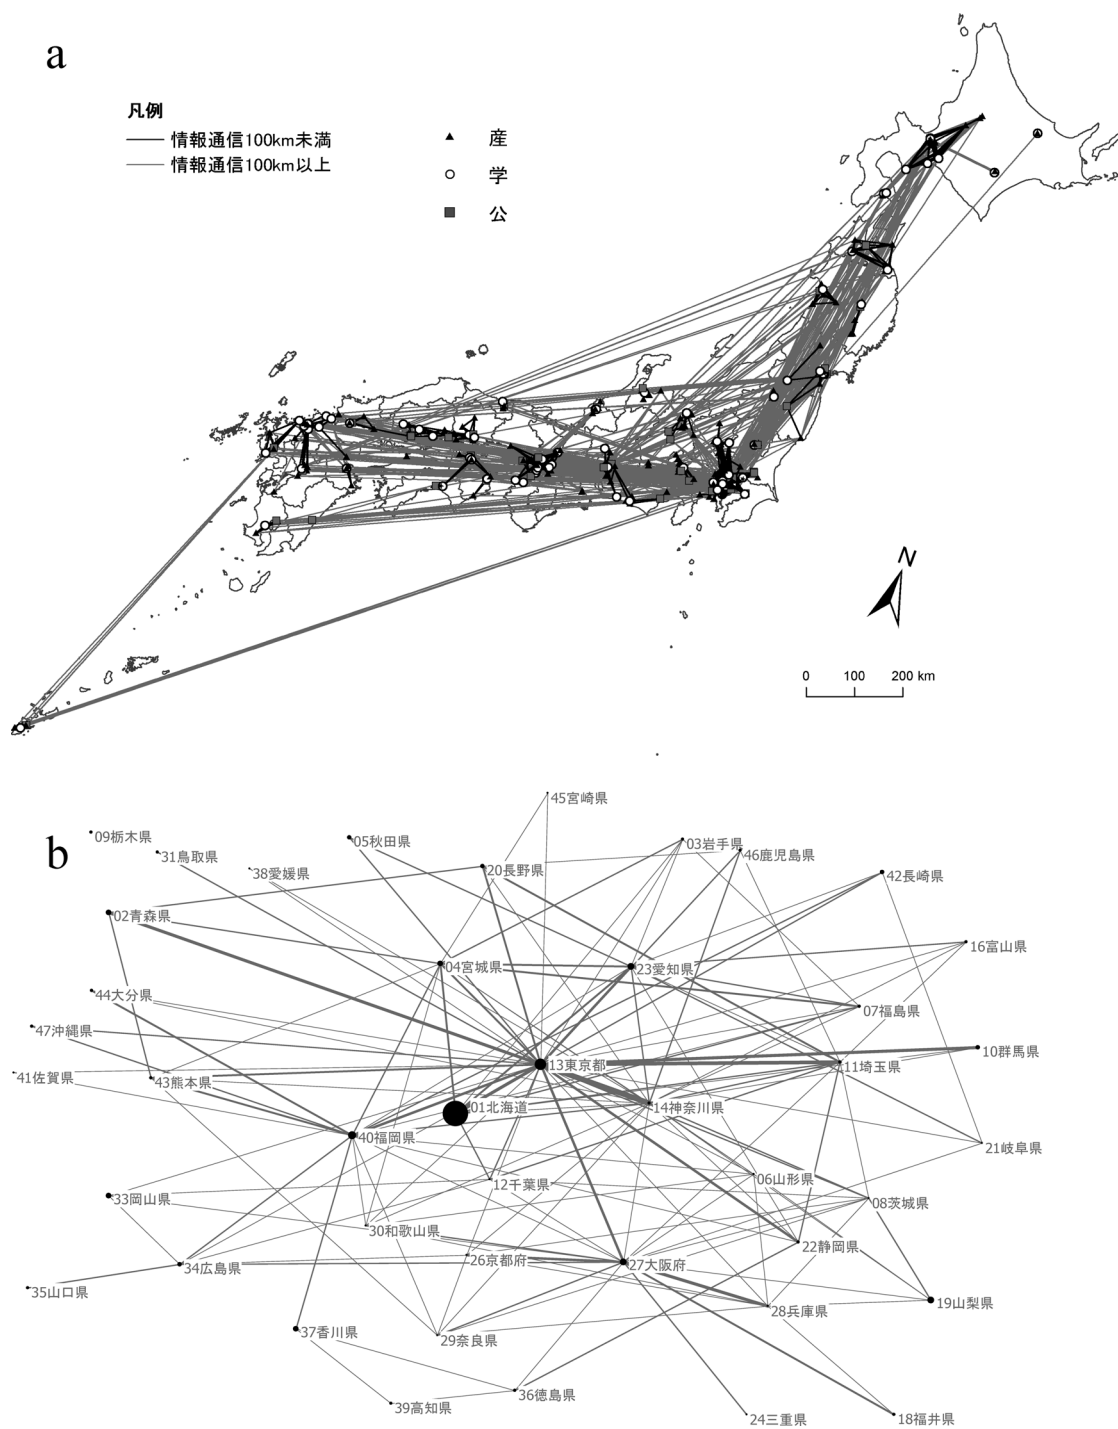 a
凡例
情報通信100km未満
情報通信100km以上
産
学
公
N
0 100 200 km
b
45宮崎県
09栃木県
05秋田県
03岩手県
31鳥取県
46鹿児島県
38愛媛県
20長野県
42長崎県
02青森県
16富山県
04宮城県
23愛知県
44大分県
07福島県
47沖縄県
10群馬県
13東京都
11埼玉県
41佐賀県
43熊本県
01北海道
14神奈川県
40福岡県
21岐阜県
12千葉県
06山形県
33岡山県
08茨城県
30和歌山県
22静岡県
26京都府
27大阪府
34広島県
35山口県
19山梨県
28兵庫県
37香川県
29奈良県
36徳島県
39高知県
24三重県
18福井県